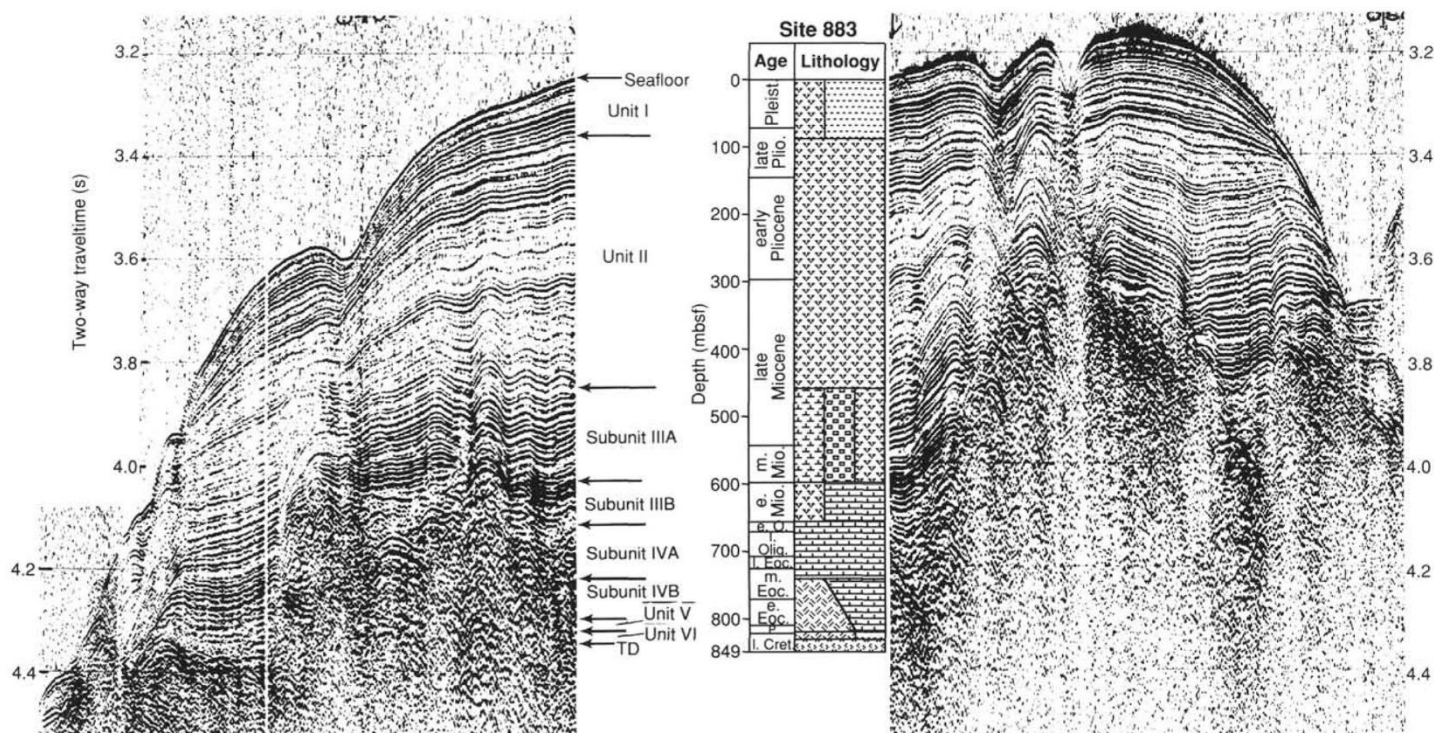 Site 883
Age Lithology
Two-way traveltime (s)
3.2
3.4
3.6
3.8
4.0
4.2
4.4
Seafloor
Unit I
Unit II
Subunit IIIA
Subunit IIIB
Subunit IVA
Subunit IVB
Unit V
Unit VI
TD
Depth (mbsf)
0
100
200
300
400
500
600
700
800
849
Pleist
late
Plio.
early
Pliocene
late
Miocene
m.
Mio.
e.
Mio.
e. O.
l.
Olig.
l. Eoc.
m.
Eoc.
e.
Eoc.
P
l. Cret.
3.2
3.4
3.6
3.8
4.0
4.2
4.4